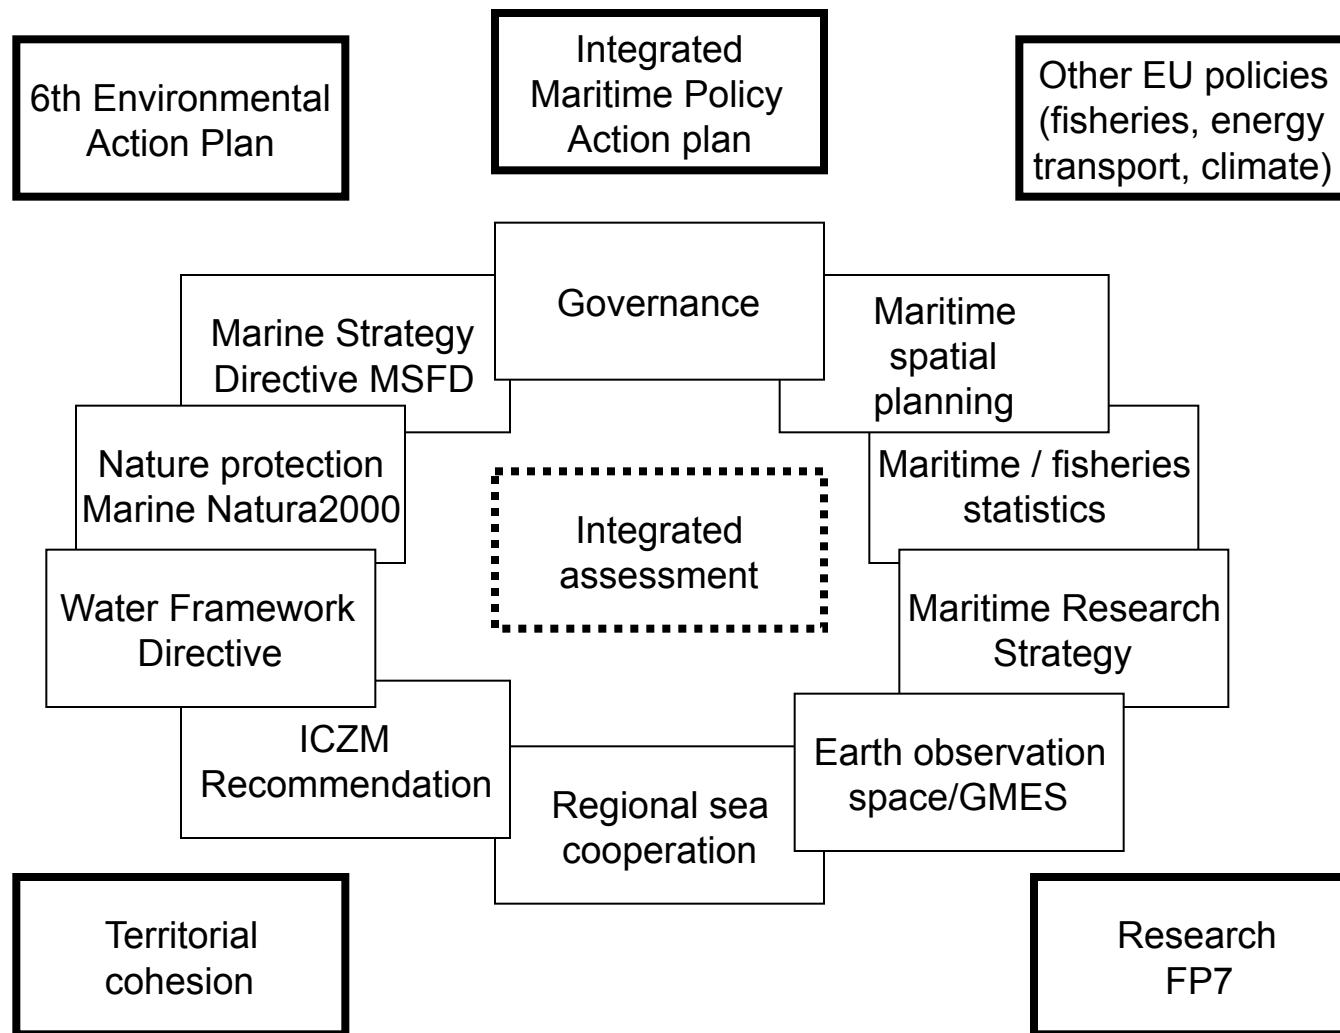 6th Environmental
Action Plan
Integrated
Maritime Policy
Action plan
Other EU policies
(fisheries, energy
transport, climate)
Governance
Marine Strategy
Directive MSFD
Maritime
spatial
planning
Nature protection
Marine Natura2000
Maritime / fisheries
statistics
Integrated
assessment
Water Framework
Directive
Maritime Research
Strategy
ICZM
Recommendation
Earth observation
space/GMES
Regional sea
cooperation
Territorial
cohesion
Research
FP7